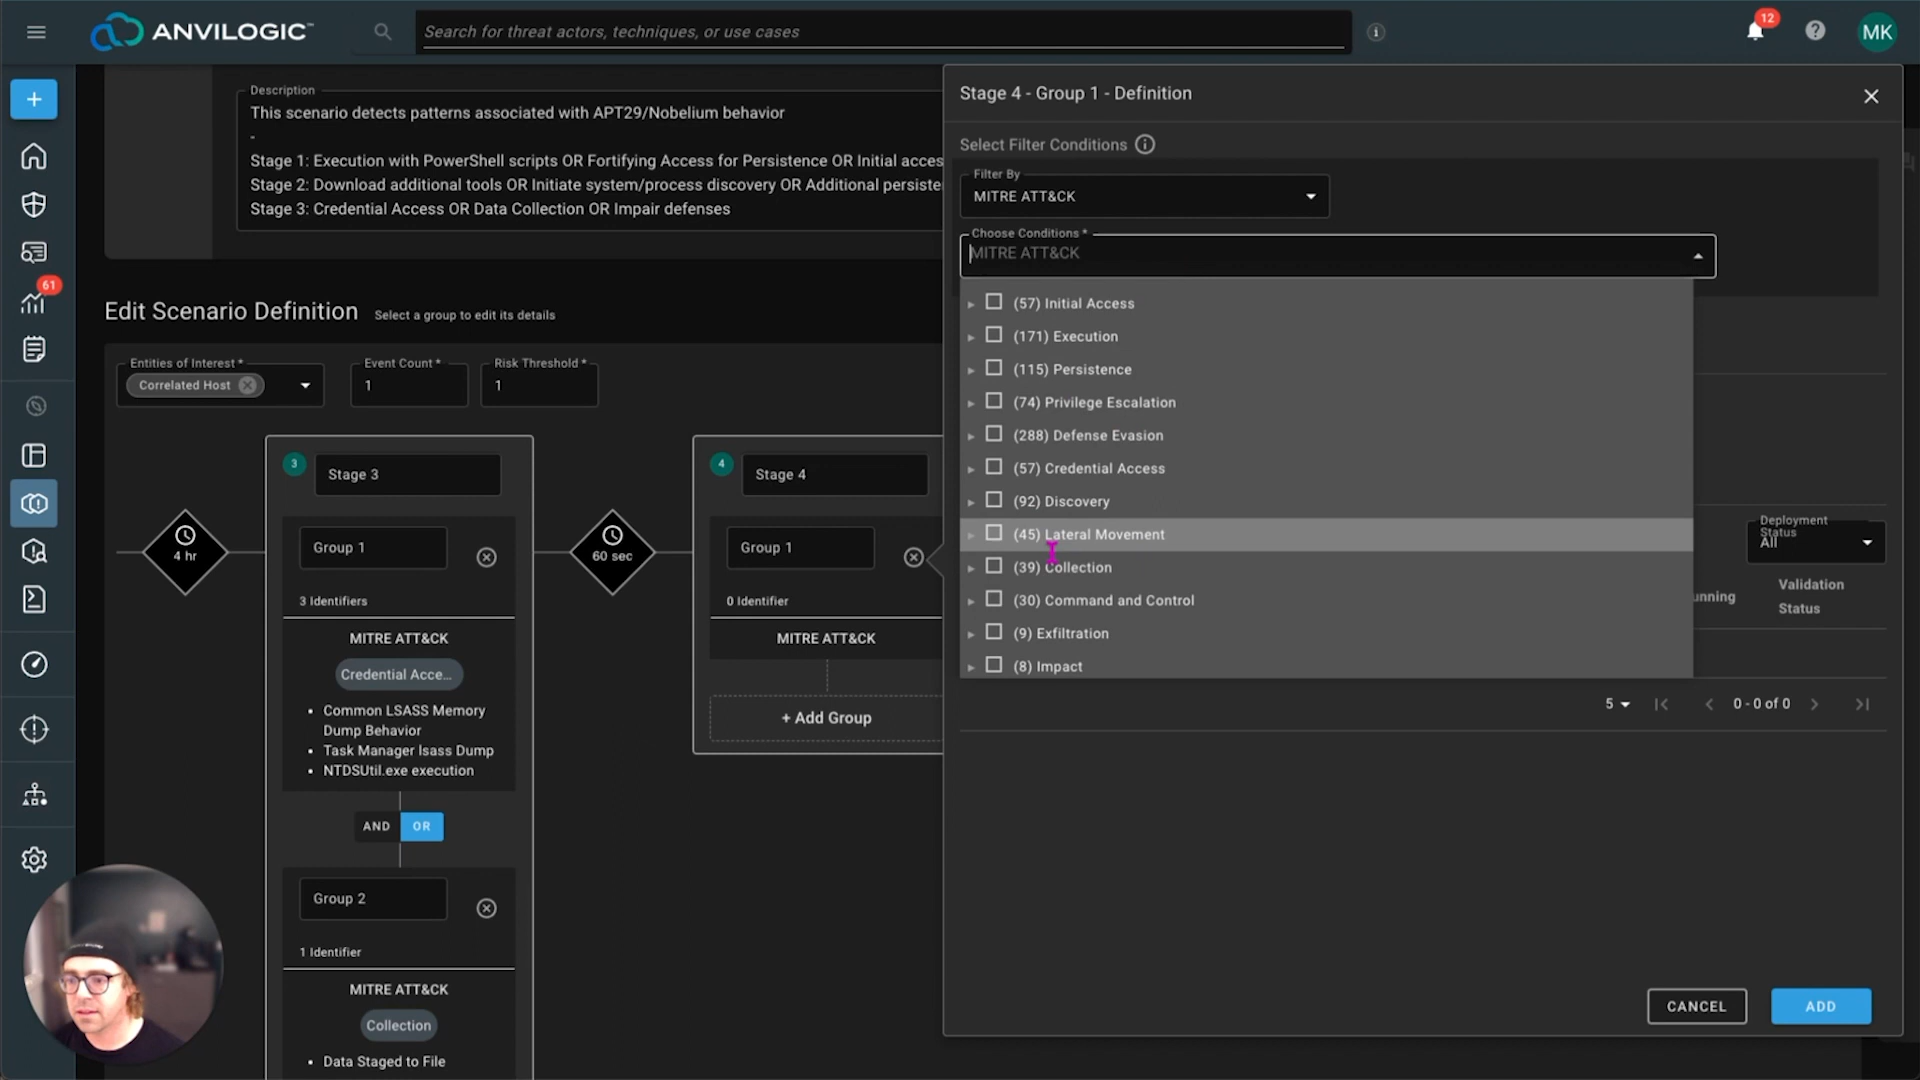 ANVILOGIC™
Search for threat actors, techniques, or use cases
12
MK
61
Description
This scenario detects patterns associated with APT29/Nobelium behavior
-
Stage 1: Execution with PowerShell scripts OR Fortifying Access for Persistence OR Initial acces
Stage 2: Download additional tools OR Initiate system/process discovery OR Additional persiste
Stage 3: Credential Access OR Data Collection OR Impair defenses
Edit Scenario Definition Select a group to edit its details
Entities of Interest *
Correlated Host
Event Count *
1
Risk Threshold *
1
4 hr
3
Stage 3
Group 1
3 Identifiers
MITRE ATT&CK
Credential Acce...
• Common LSASS Memory
Dump Behavior
• Task Manager lsass Dump
• NTDSUtil.exe execution
AND OR
Group 2
1 Identifier
MITRE ATT&CK
Collection
• Data Staged to File
60 sec
4
Stage 4
Group 1
0 Identifier
MITRE ATT&CK
+ Add Group
Stage 4 - Group 1 - Definition
Select Filter Conditions
Filter By
MITRE ATT&CK
Choose Conditions *
MITRE ATT&CK
(57) Initial Access
(171) Execution
(115) Persistence
(74) Privilege Escalation
(288) Defense Evasion
(57) Credential Access
(92) Discovery
(45) Lateral Movement
(39) Collection
(30) Command and Control
(9) Exfiltration
(8) Impact
Deployment
Status
All
unning
Validation
Status
5
0 - 0 of 0
CANCEL
ADD